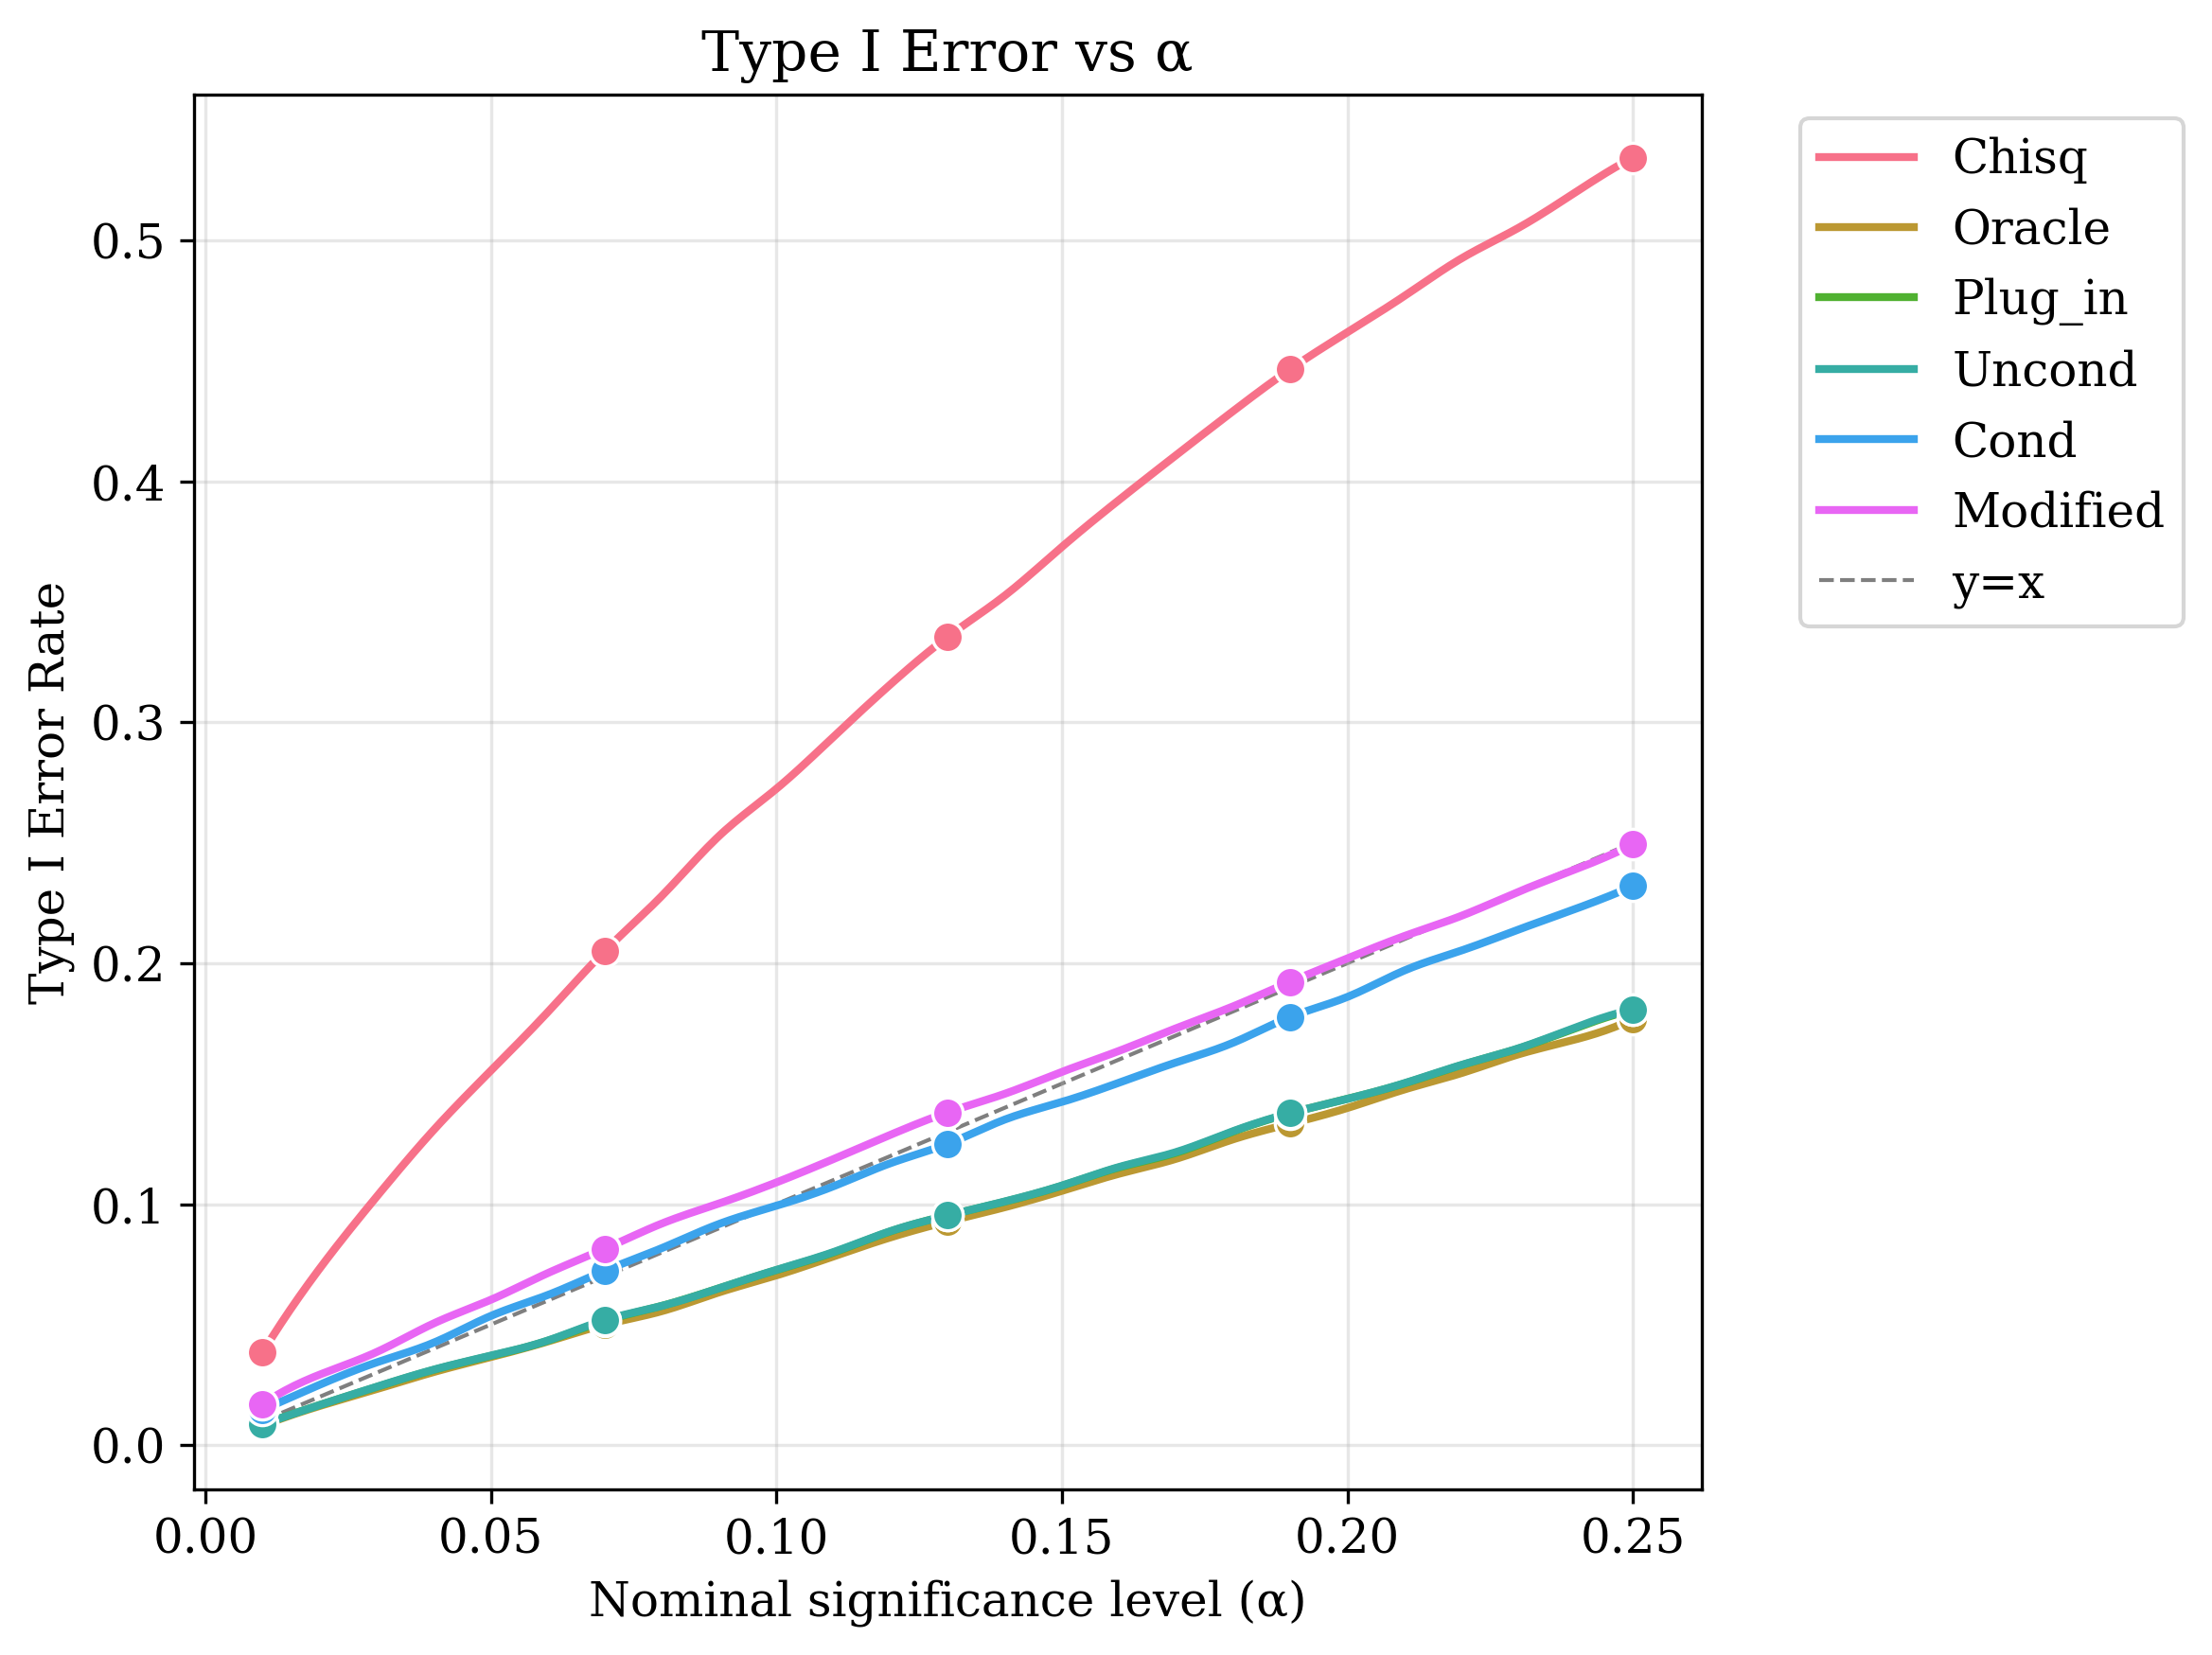 Type I Error vs α
Type I Error Rate
0.5
0.4
0.3
0.2
0.1
0.0
0.00 0.05 0.10 0.15 0.20 0.25
Nominal significance level (α)
Chisq
Oracle
Plug_in
Uncond
Cond
Modified
y=x